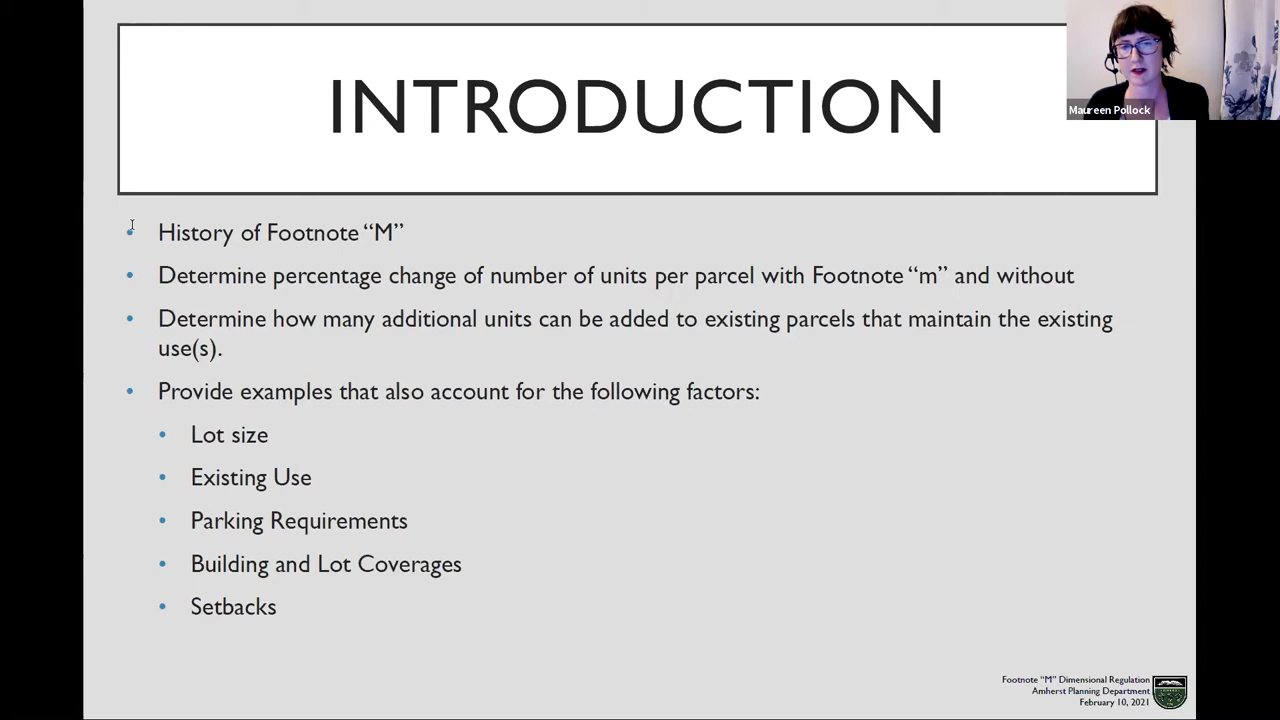 INTRODUCTION
Maureen Pollock
• History of Footnote “M”
• Determine percentage change of number of units per parcel with Footnote “m” and without
• Determine how many additional units can be added to existing parcels that maintain the existing
use(s).
• Provide examples that also account for the following factors:
• Lot size
• Existing Use
• Parking Requirements
• Building and Lot Coverages
• Setbacks
Footnote “M” Dimensional Regulation
Amherst Planning Department
February 10, 2021